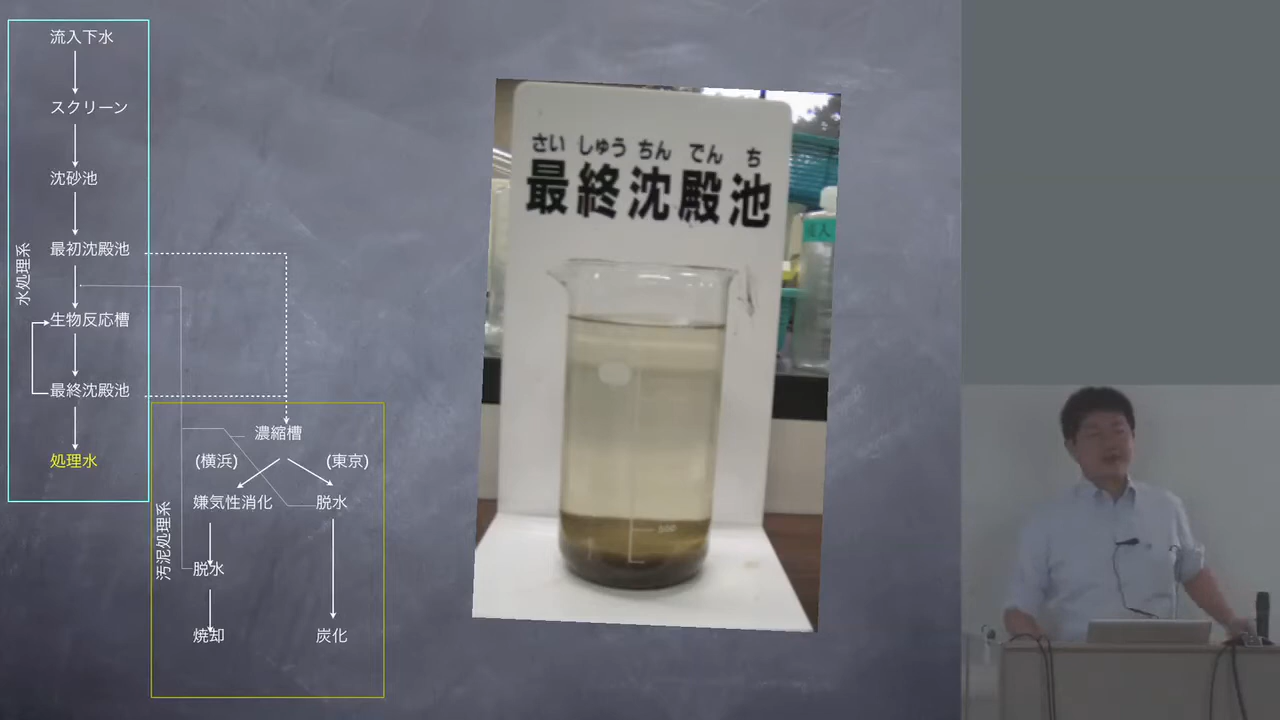 流入下水
スクリーン
沈砂池
最初沈殿池
生物反応槽
最終沈殿池
処理水
水処理系
濃縮槽
(横浜)
(東京)
嫌気性消化
脱水
脱水
焼却
炭化
汚泥処理系
さい しゅう ちん でん ち
最終沈殿池
500